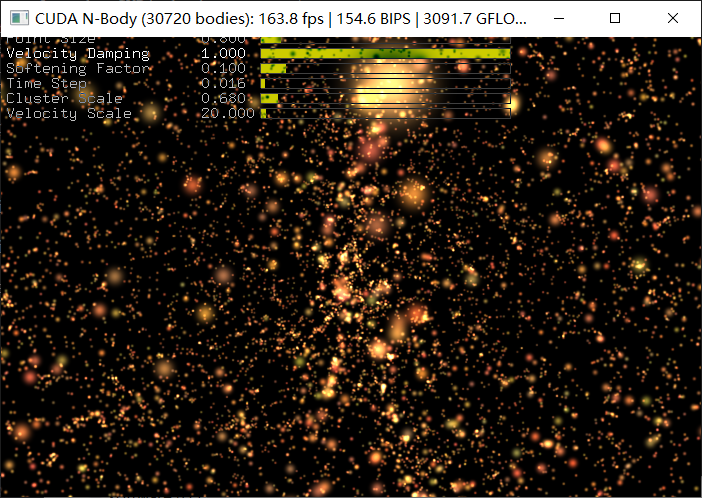 CUDA N-Body (30720 bodies): 163.8 fps | 154.6 BIPS | 3091.7 GFLO...
Point Size 0.800
Velocity Damping 1.000
Softening Factor 0.100
Time Step 0.016
Cluster Scale 0.680
Velocity Scale 20.000